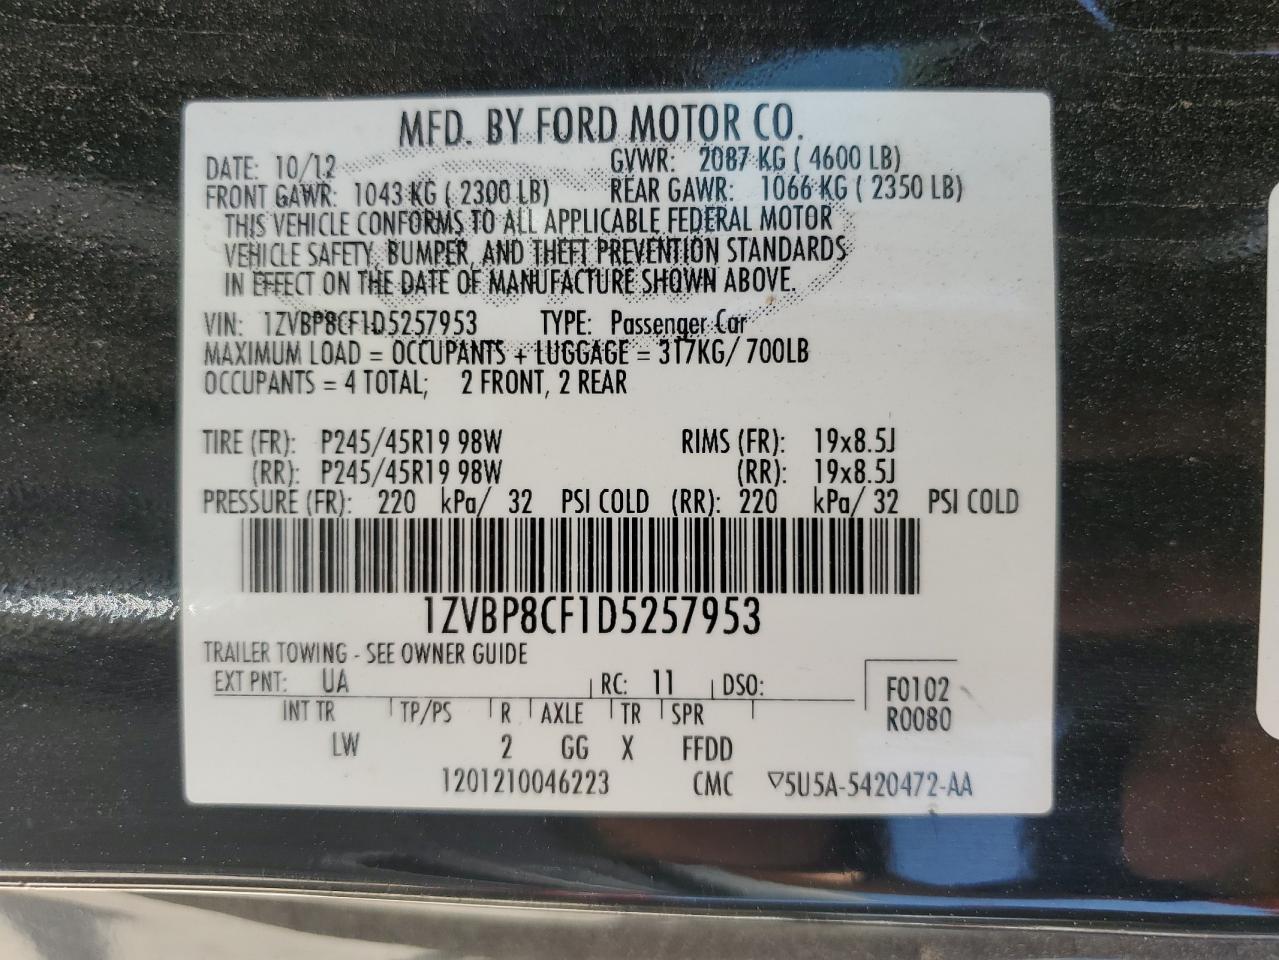 MFD. BY FORD MOTOR CO.
DATE: 10/12 GVWR: 2087 KG ( 4600 LB)
FRONT GAWR: 1043 KG ( 2300 LB) REAR GAWR: 1066 KG ( 2350 LB)
THIS VEHICLE CONFORMS TO ALL APPLICABLE FEDERAL MOTOR
VEHICLE SAFETY, BUMPER, AND THEFT PREVENTION STANDARDS
IN EFFECT ON THE DATE OF MANUFACTURE SHOWN ABOVE.
VIN: 1ZVBP8CF1D5257953 TYPE: Passenger Car
MAXIMUM LOAD = OCCUPANTS + LUGGAGE = 317KG/ 700LB
OCCUPANTS = 4 TOTAL; 2 FRONT, 2 REAR
TIRE (FR): P245/45R19 98W RIMS (FR): 19x8.5J
(RR): P245/45R19 98W (RR): 19x8.5J
PRESSURE (FR): 220 kPa/ 32 PSI COLD (RR): 220 kPa/ 32 PSI COLD
1ZVBP8CF1D5257953
TRAILER TOWING - SEE OWNER GUIDE
EXT PNT: UA RC: 11 DSO: F0102
INT TR TP/PS R AXLE TR SPR R0080
LW 2 GG X FFDD
1201210046223 CMC ▽5U5A-5420472-AA